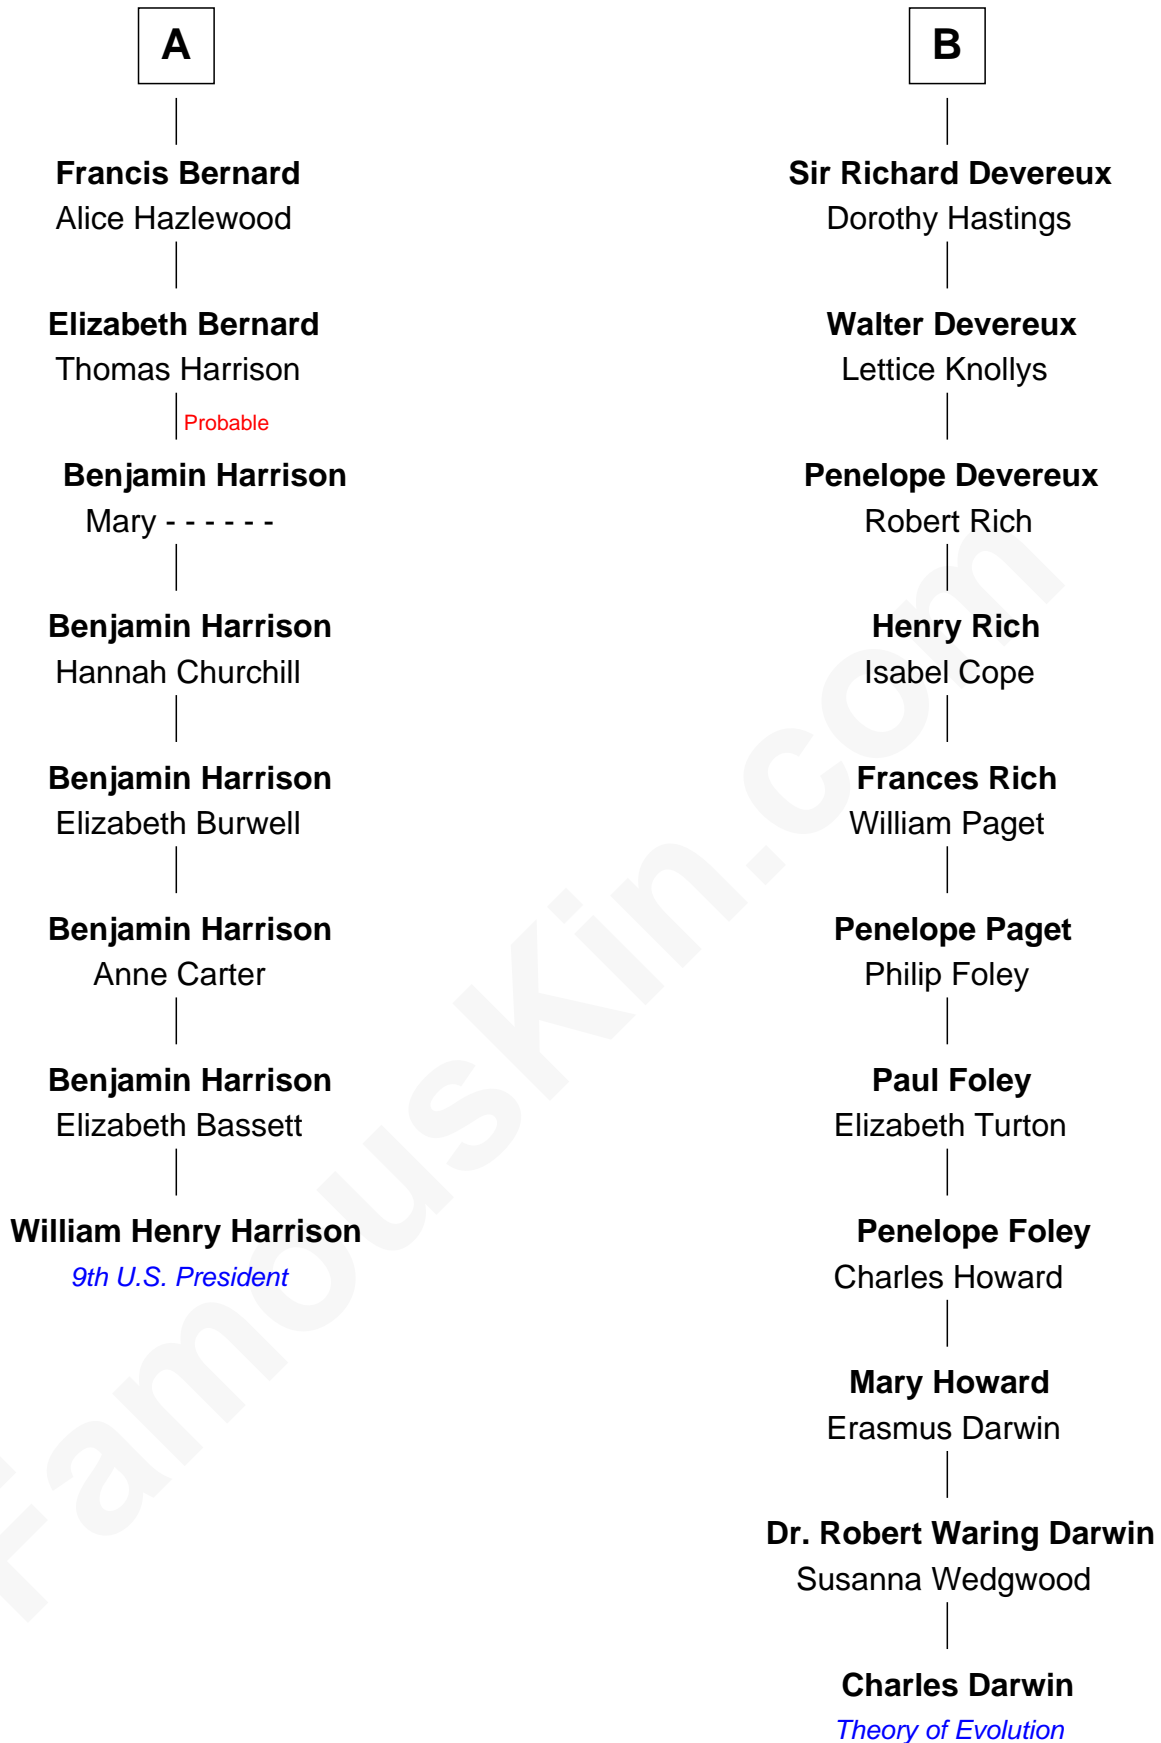 A
Francis Bernard
Alice Hazlewood
Elizabeth Bernard
Thomas Harrison
Probable
Benjamin Harrison
Mary - - - - - -
Benjamin Harrison
Hannah Churchill
Benjamin Harrison
Elizabeth Burwell
Benjamin Harrison
Anne Carter
Benjamin Harrison
Elizabeth Bassett
William Henry Harrison
9th U.S. President
B
Sir Richard Devereux
Dorothy Hastings
Walter Devereux
Lettice Knollys
Penelope Devereux
Robert Rich
Henry Rich
Isabel Cope
Frances Rich
William Paget
Penelope Paget
Philip Foley
Paul Foley
Elizabeth Turton
Penelope Foley
Charles Howard
Mary Howard
Erasmus Darwin
Dr. Robert Waring Darwin
Susanna Wedgwood
Charles Darwin
Theory of Evolution
FamousKin.com